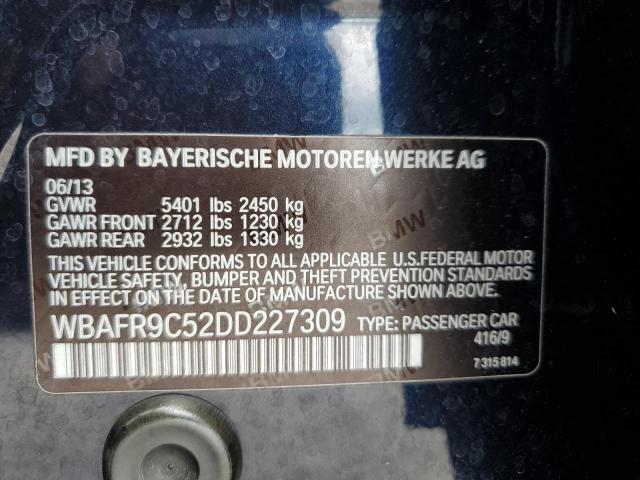 MFD BY BAYERISCHE MOTOREN WERKE AG
06/13
GVWR 5401 lbs 2450 kg
GAWR FRONT 2712 lbs 1230 kg
GAWR REAR 2932 lbs 1330 kg
THIS VEHICLE CONFORMS TO ALL APPLICABLE U.S.FEDERAL MOTOR
VEHICLE SAFETY, BUMPER AND THEFT PREVENTION STANDARDS
IN EFFECT ON THE DATE OF MANUFACTURE SHOWN ABOVE.
WBAFR9C52DD227309 TYPE: PASSENGER CAR
416/9
7 315 814
BMW